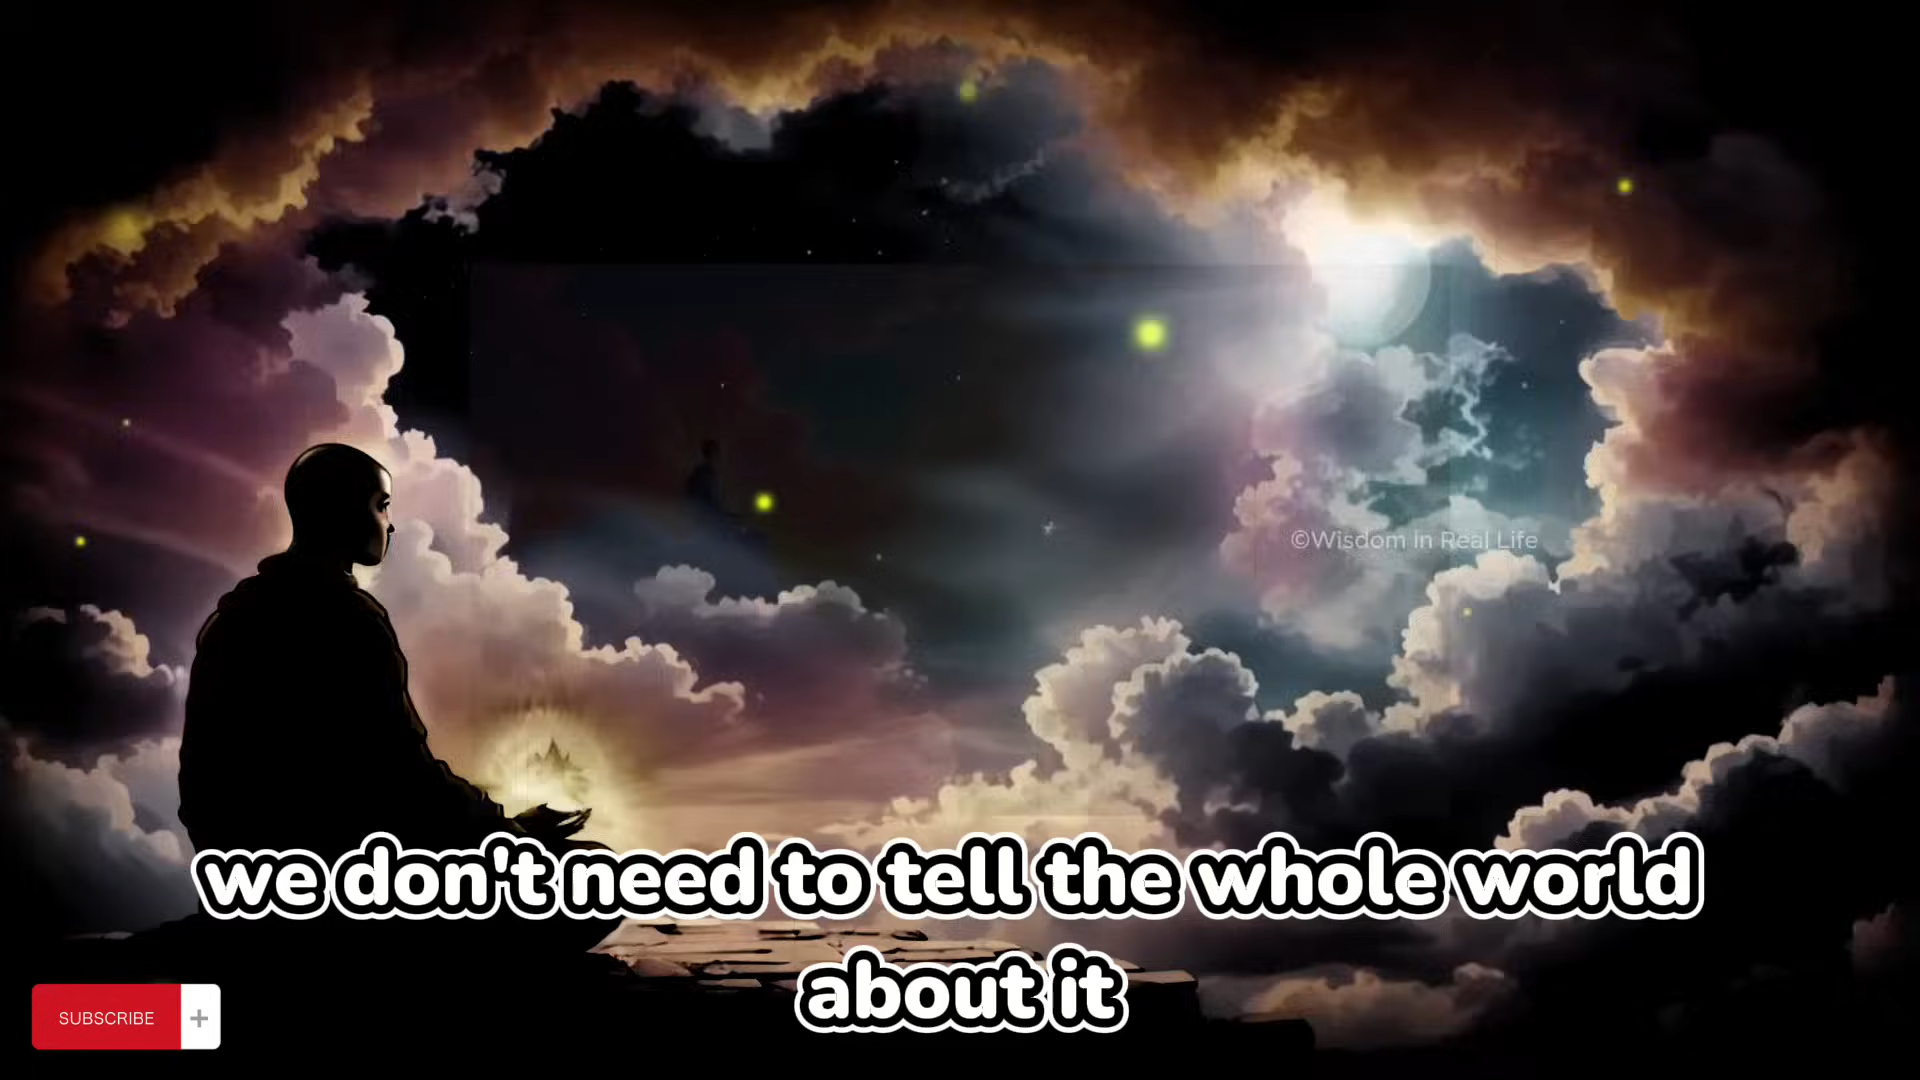 ©Wisdom in Real Life
we don't need to tell the whole world
about it
SUBSCRIBE +